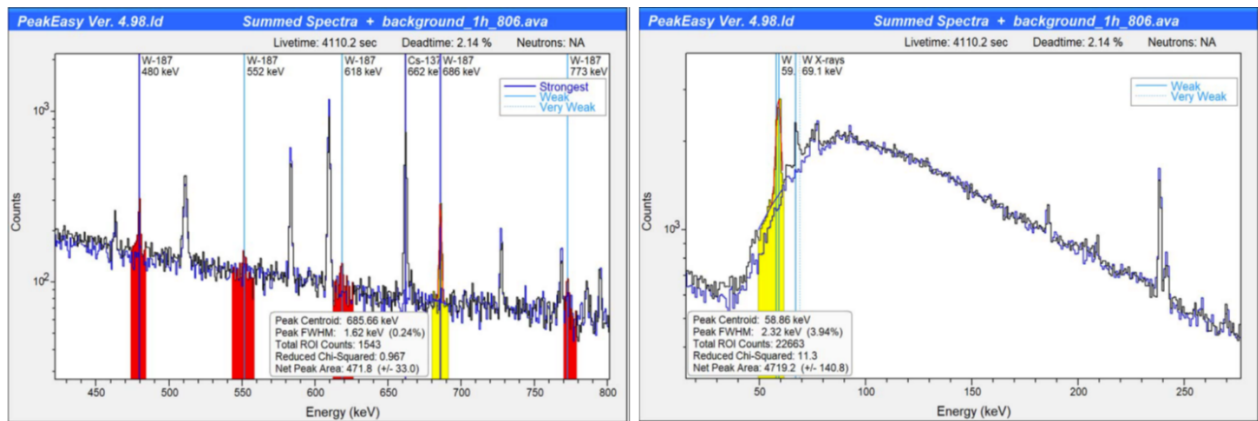 PeakEasy Ver. 4.98.ld Summed Spectra + background_1h_806.ava
Livetime: 4110.2 sec Deadtime: 2.14 % Neutrons: NA
W-187 W-187 W-187 Cs-137 W-187 W-187
480 keV 552 keV 618 keV 662 keV 686 keV 773 keV
Strongest
Weak
Very Weak
10³
10²
Counts
Peak Centroid: 685.66 keV
Peak FWHM: 1.62 keV (0.24%)
Total ROI Counts: 1543
Reduced Chi-Squared: 0.967
Net Peak Area: 471.8 (+/- 33.0)
450 500 550 600 650 700 750 800
Energy (keV)
PeakEasy Ver. 4.98.ld Summed Spectra + background_1h_806.ava
Livetime: 4110.2 sec Deadtime: 2.14 % Neutrons: NA
W W X-rays
59. 69.1 keV
Weak
Very Weak
10³
Counts
Peak Centroid: 58.86 keV
Peak FWHM: 2.32 keV (3.94%)
Total ROI Counts: 22663
Reduced Chi-Squared: 11.3
Net Peak Area: 4719.2 (+/- 140.8)
50 100 150 200 250
Energy (keV)